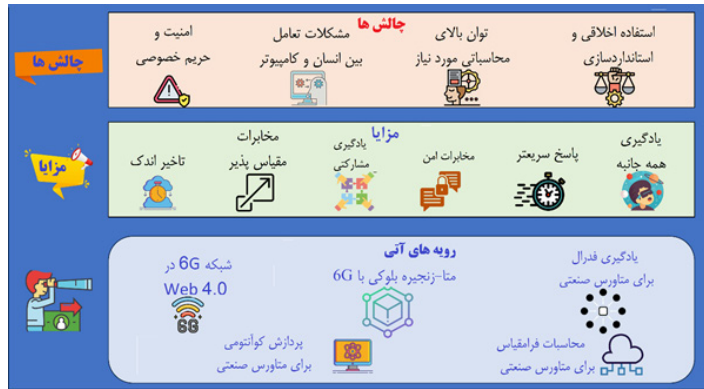 چالش ها
چالش ها
استفاده اخلاقی و
استانداردسازی
توان بالای
محاسباتی مورد نیاز
مشکلات تعامل
بین انسان و کامپیوتر
امنیت و
حریم خصوصی
مزایا
مزایا
یادگیری
همه جانبه
پاسخ سریعتر
مخابرات امن
یادگیری
مشارکتی
مخابرات
مقیاس پذیر
تاخیر اندک
رویه های آتی
یادگیری فدرال
برای متاورس صنعتی
متا-زنجیره بلوکی با 6G
شبکه 6G در
Web 4.0
6G
محاسبات فرامقیاس
برای متاورس صنعتی
پردازش کوآنتومی
برای متاورس صنعتی